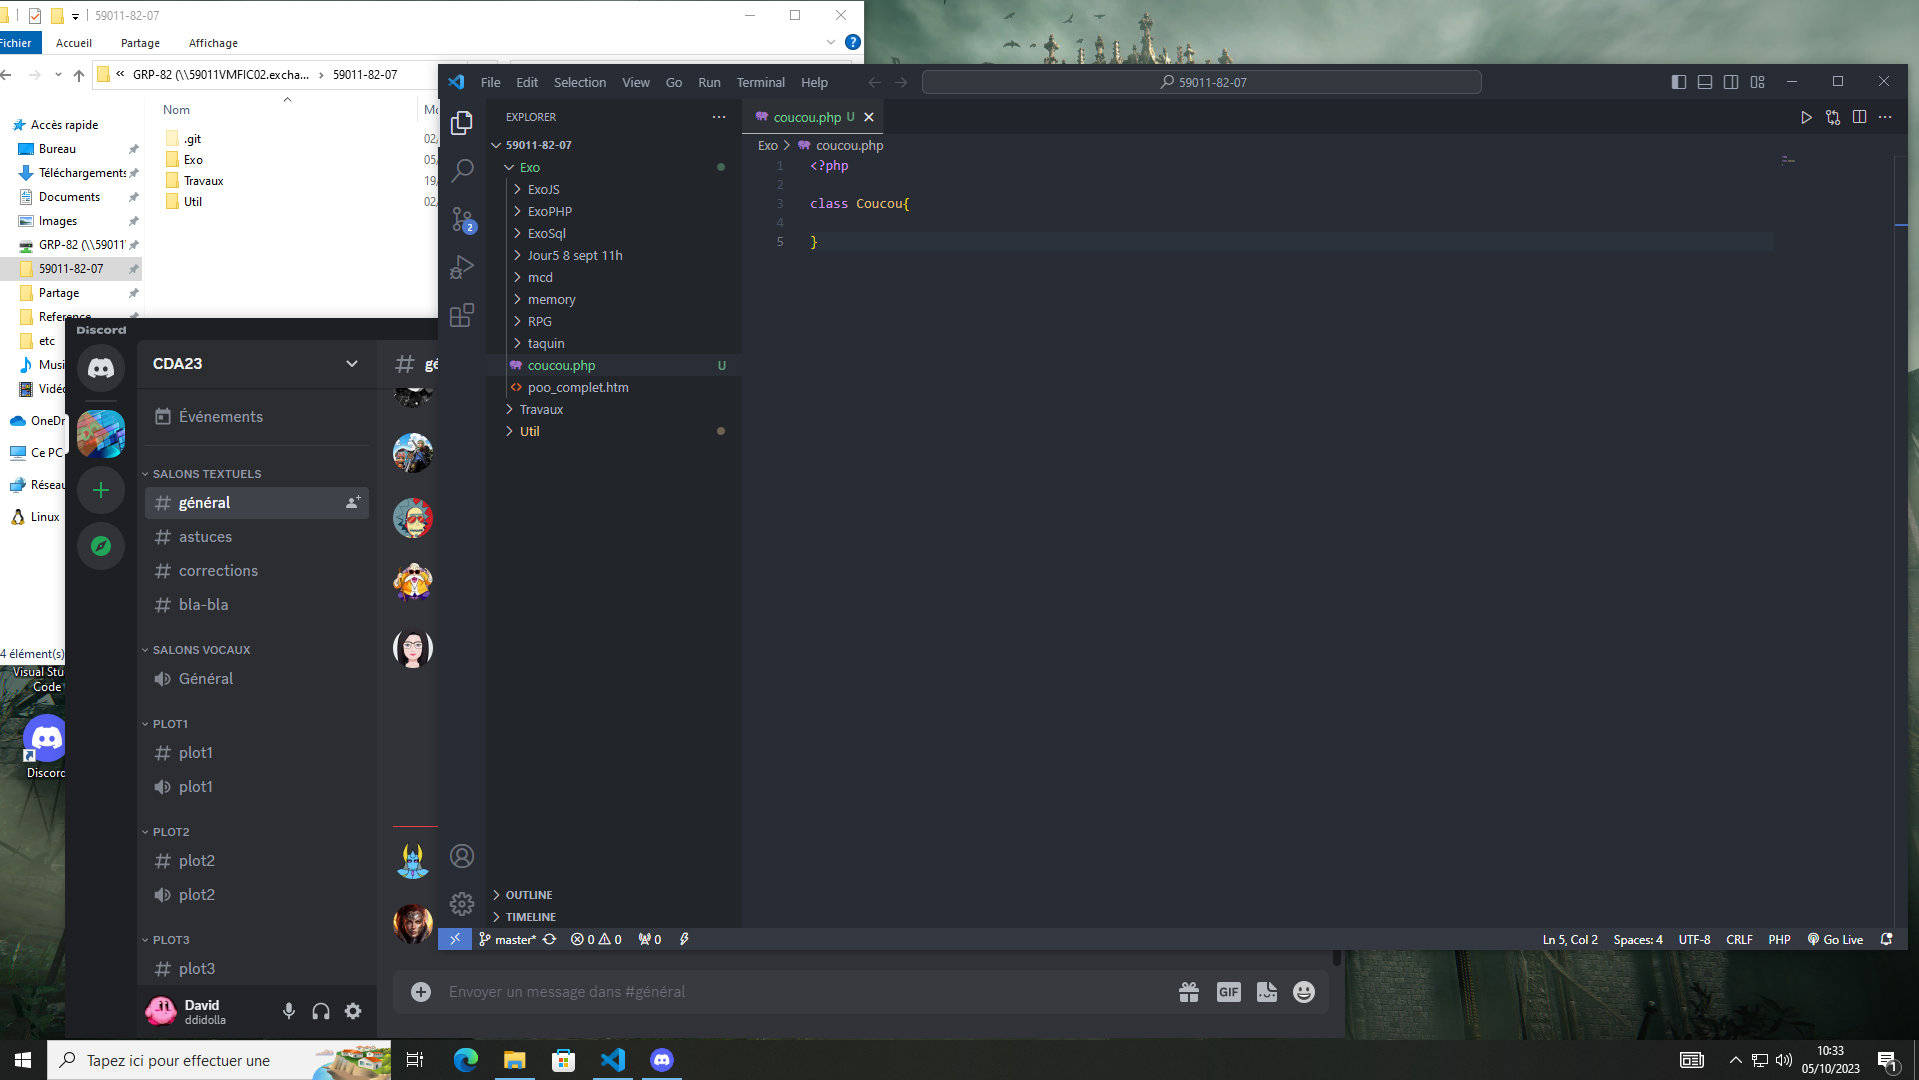 59011-82-07
Fichier
Accueil
Partage
Affichage
GRP-82 (\\59011VMFIC02.excha...
59011-82-07
Nom
Accès rapide
Bureau
Téléchargements
Documents
Images
GRP-82 (\\59011
59011-82-07
Partage
Reference
etc
OneDr
Ce PC
Réseau
Linux
.git
02/
Exo
05/
Travaux
19/
Util
02/
4 élément(s)
Visual Stu
Code
Discord
Discord
CDA23
Événements
SALONS TEXTUELS
général
astuces
corrections
bla-bla
SALONS VOCAUX
Général
PLOT1
plot1
plot1
PLOT2
plot2
plot2
PLOT3
plot3
David
ddidolla
Envoyer un message dans #général
GIF
File
Edit
Selection
View
Go
Run
Terminal
Help
59011-82-07
EXPLORER
59011-82-07
Exo
ExoJS
ExoPHP
ExoSql
Jour5 8 sept 11h
mcd
memory
RPG
taquin
coucou.php U
poo_complet.htm
Travaux
Util
OUTLINE
TIMELINE
2
coucou.php U
Exo > coucou.php
1 <?php
2
3 class Coucou{
4
5 }
master*
0 0
0
Ln 5, Col 2
Spaces: 4
UTF-8
CRLF
PHP
Go Live
Tapez ici pour effectuer une
10:33
05/10/2023
1